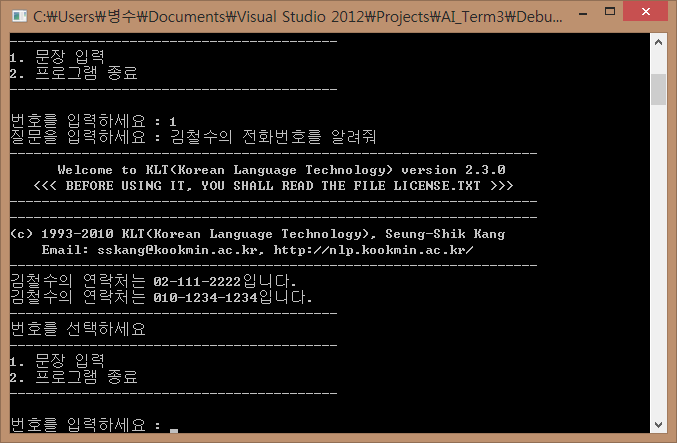 C:₩Users₩병수₩Documents₩Visual Studio 2012₩Projects₩AI_Term3₩Debu...
-----------------------------------------
1. 문장 입력
2. 프로그램 종료
-----------------------------------------
번호를 입력하세요 : 1
질문을 입력하세요 : 김철수의 전화번호를 알려줘
------------------------------------------------------------------
Welcome to KLT(Korean Language Technology) version 2.3.0
<<< BEFORE USING IT, YOU SHALL READ THE FILE LICENSE.TXT >>>
------------------------------------------------------------------
------------------------------------------------------------------
(c) 1993-2010 KLT(Korean Language Technology), Seung-Shik Kang
Email: sskang@kookmin.ac.kr, http://nlp.kookmin.ac.kr/
------------------------------------------------------------------
김철수의 연락처는 02-111-2222입니다.
김철수의 연락처는 010-1234-1234입니다.
-----------------------------------------
번호를 선택하세요
-----------------------------------------
1. 문장 입력
2. 프로그램 종료
-----------------------------------------
번호를 입력하세요 : _